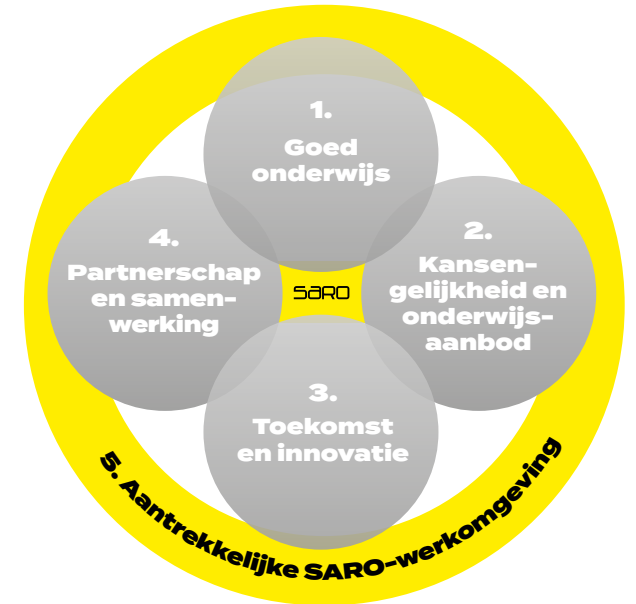 1.
Goed
onderwijs
4.
Partnerschap
en samen-
werking
saro
2.
Kansen-
gelijkheid en
onderwijs-
aanbod
3.
Toekomst
en innovatie
5. Aantrekkelijke SARO-werkomgeving